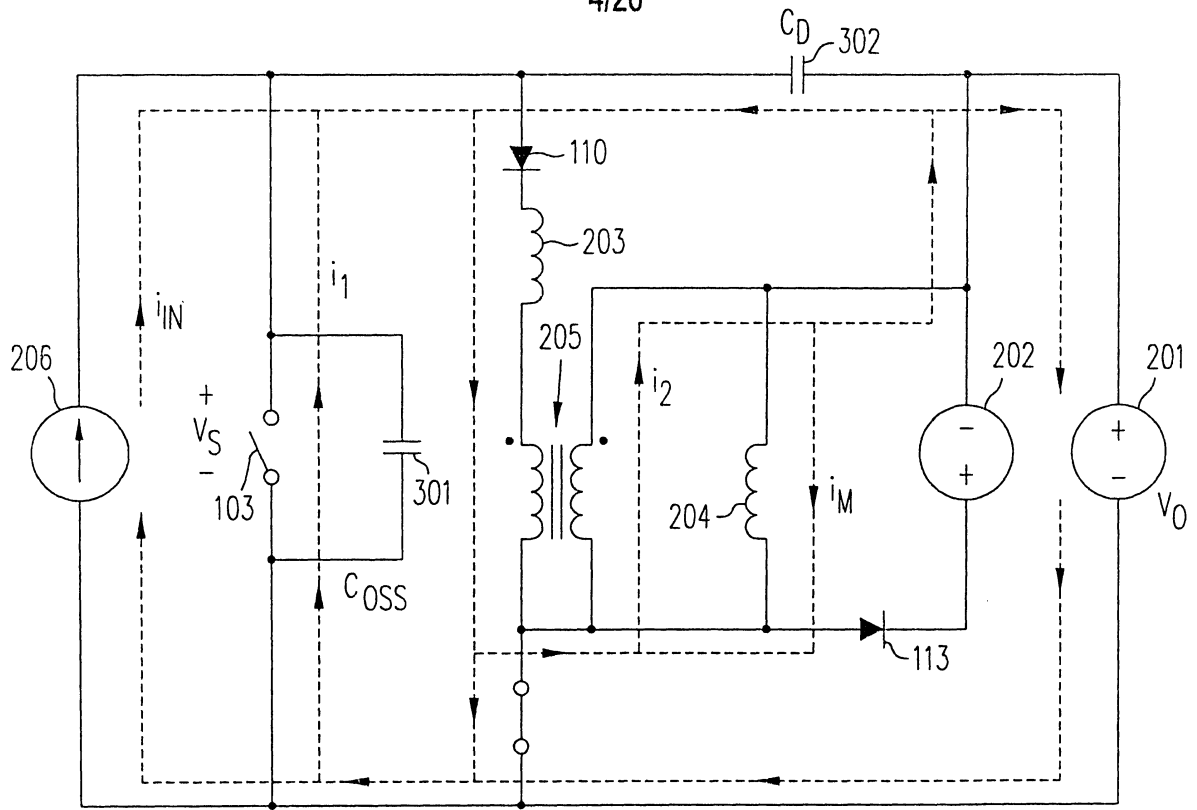 4/20
C_D
302
110
203
i_1
i_IN
205
206
202
201
i_2
+
V_S
-
-
+
+
-
103
301
204
i_M
V_O
C_OSS
113